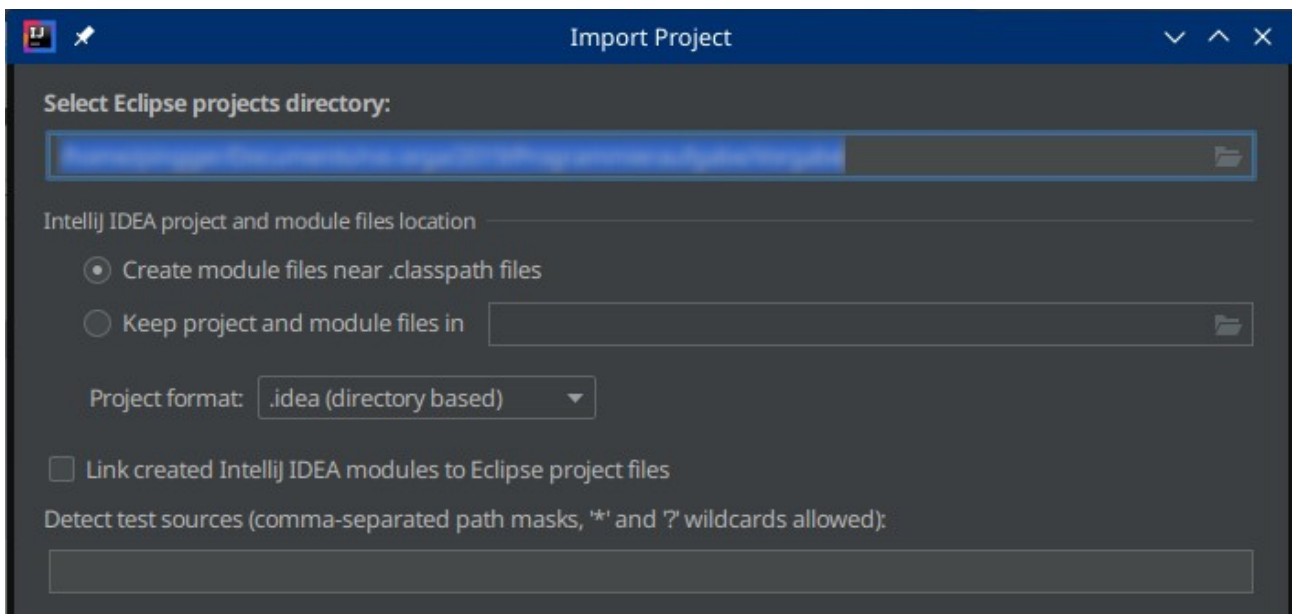 IJ Import Project
Select Eclipse projects directory:
IntelliJ IDEA project and module files location
Create module files near .classpath files
Keep project and module files in
Project format: .idea (directory based)
Link created IntelliJ IDEA modules to Eclipse project files
Detect test sources (comma-separated path masks, '*' and '?' wildcards allowed):